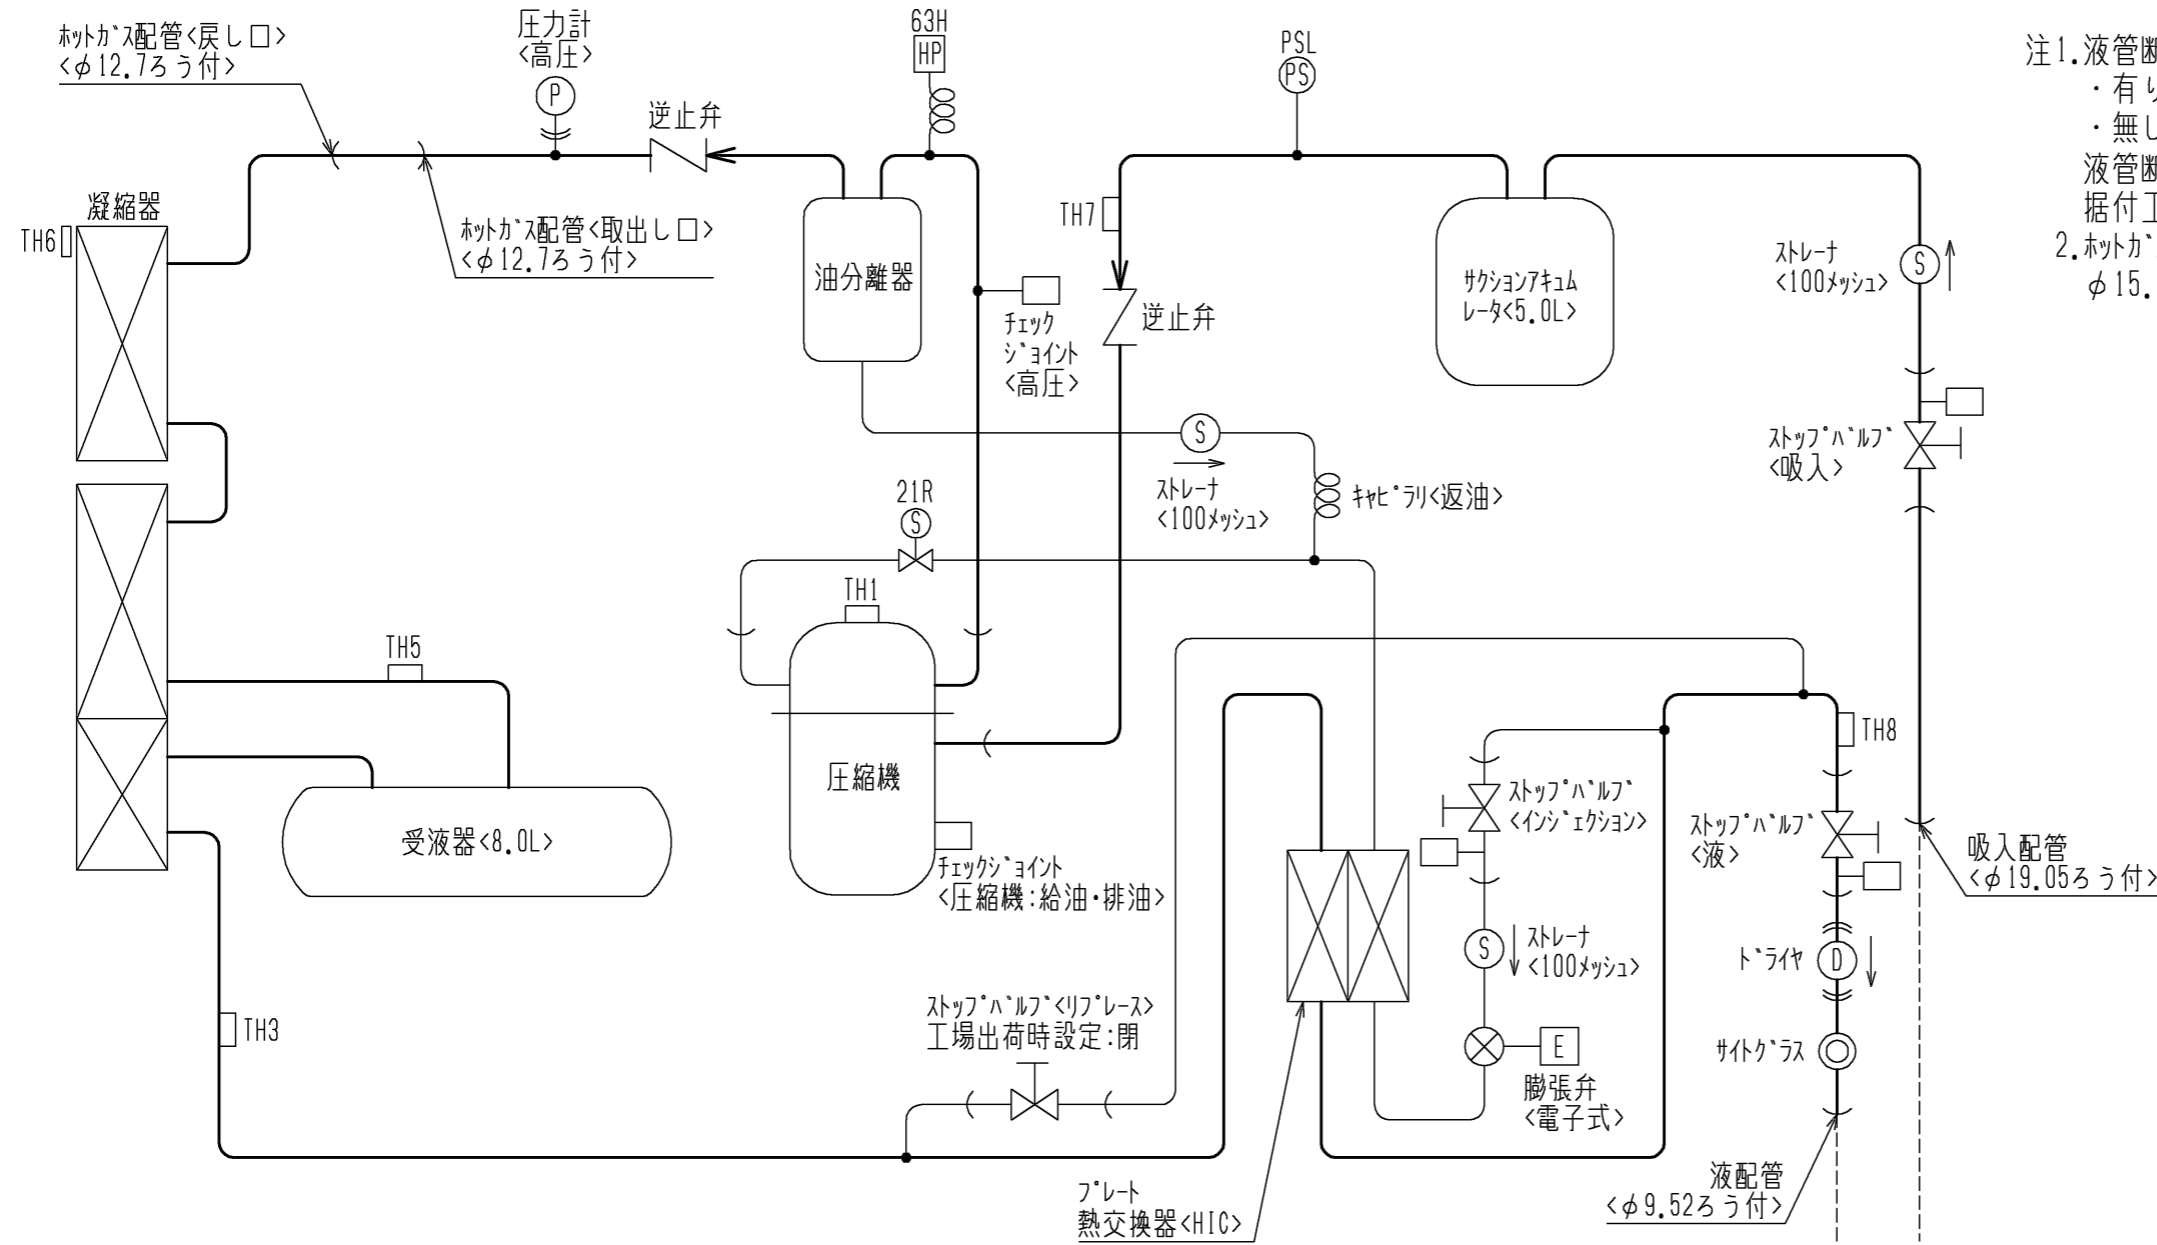 ホットガス配管<戻し口>
<φ12.7ろう付>
圧力計
<高圧>
P
63H
HP
PSL
PS
注1.液管断
・有り
・無し
液管断
据付工
2.ホットガス
φ15.
逆止弁
凝縮器
TH6
ホットガス配管<取出し口>
<φ12.7ろう付>
油分離器
チェック
ジョイント
<高圧>
TH7
逆止弁
サクションアキュム
レータ<5.0L>
ストレーナ
<100メッシュ>
S
ストップバルブ
<吸入>
S
ストレーナ
<100メッシュ>
キャピラリ<返油>
21R
S
TH1
TH5
圧縮機
受液器<8.0L>
チェックジョイント
<圧縮機:給油・排油>
TH8
ストップバルブ
<インジェクション>
ストップバルブ
<液>
吸入配管
<φ19.05ろう付>
S
ストレーナ
<100メッシュ>
ドライヤ
D
TH3
ストップバルブ<リプレース>
工場出荷時設定:閉
E
膨張弁
<電子式>
サイトグラス
プレート
熱交換器<HIC>
液配管
<φ9.52ろう付>